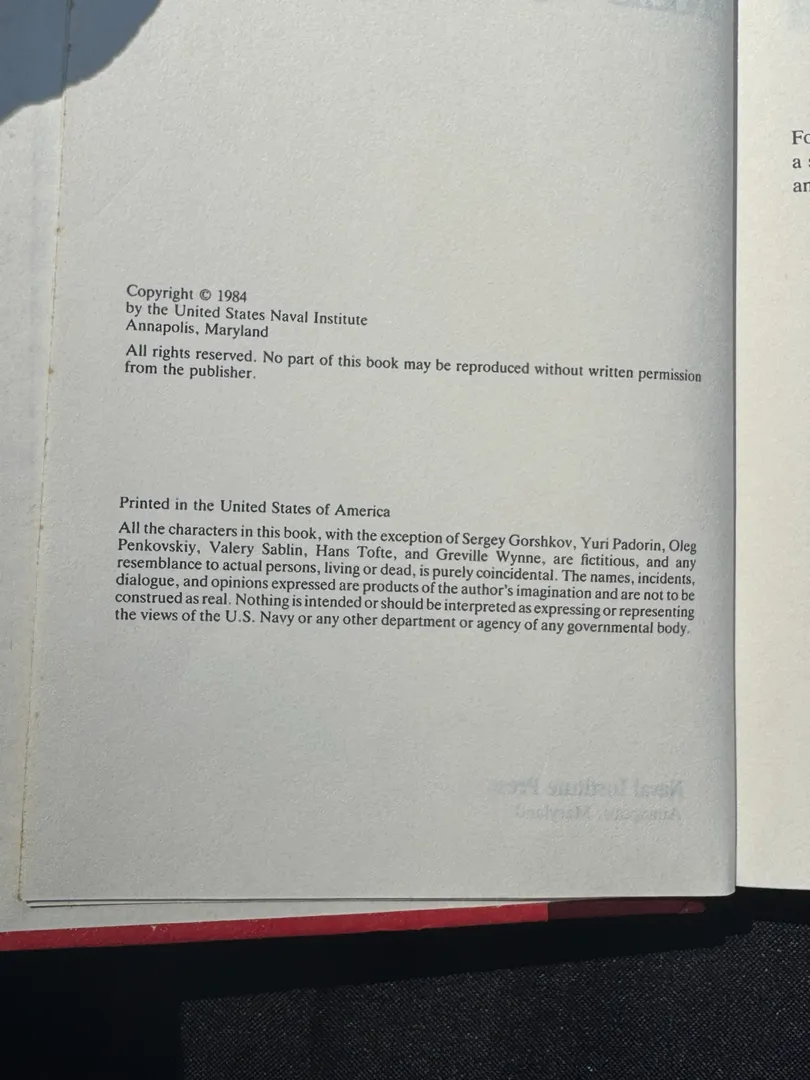 Copyright © 1984
by the United States Naval Institute
Annapolis, Maryland
All rights reserved. No part of this book may be reproduced without written permission
from the publisher.
Printed in the United States of America
All the characters in this book, with the exception of Sergey Gorshkov, Yuri Padorin, Oleg
Penkovskiy, Valery Sablin, Hans Tofte, and Greville Wynne, are fictitious, and any
resemblance to actual persons, living or dead, is purely coincidental. The names, incidents,
dialogue, and opinions expressed are products of the author's imagination and are not to be
construed as real. Nothing is intended or should be interpreted as expressing or representing
the views of the U.S. Navy or any other department or agency of any governmental body.
Naval Institute Press
Annapolis, Maryland
a